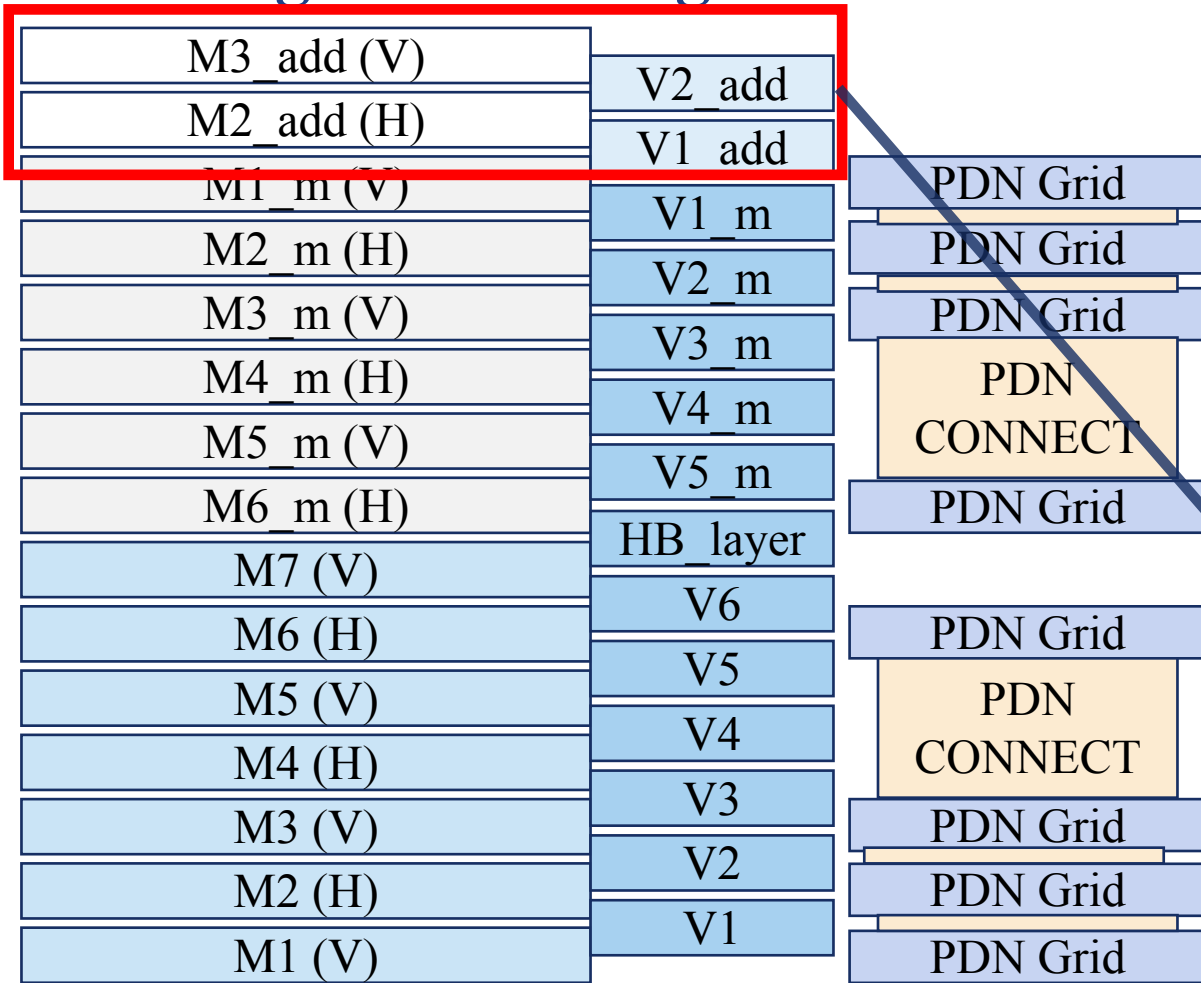 M3_add (V)
V2_add
M2_add (H)
V1_add
M1_m (V)
PDN Grid
V1_m
M2_m (H)
PDN Grid
V2_m
M3_m (V)
PDN Grid
V3_m
M4_m (H)
PDN
CONNECT
V4_m
M5_m (V)
V5_m
M6_m (H)
PDN Grid
HB_layer
M7 (V)
V6
M6 (H)
PDN Grid
V5
M5 (V)
PDN
CONNECT
V4
M4 (H)
V3
M3 (V)
PDN Grid
V2
M2 (H)
PDN Grid
V1
M1 (V)
PDN Grid